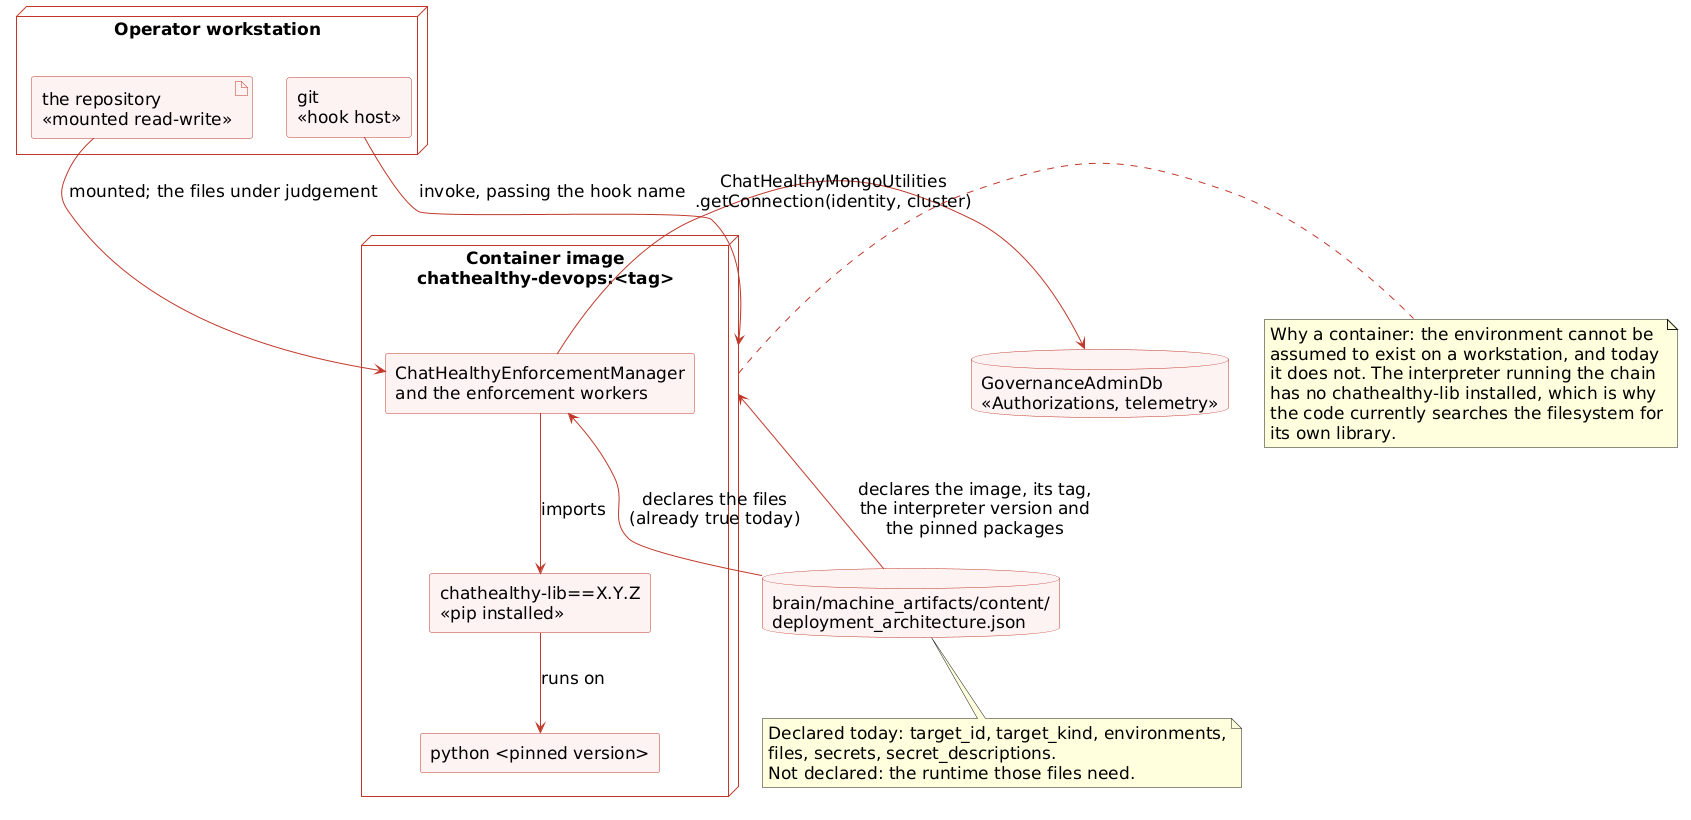 Operator workstation
the repository
«mounted read-write»
git
«hook host»
mounted; the files under judgement
invoke, passing the hook name
ChatHealthyMongoUtilities
.getConnection(identity, cluster)
Container image
chathealthy-devops:<tag>
ChatHealthyEnforcementManager
and the enforcement workers
GovernanceAdminDb
«Authorizations, telemetry»
Why a container: the environment cannot be
assumed to exist on a workstation, and today
it does not. The interpreter running the chain
has no chathealthy-lib installed, which is why
the code currently searches the filesystem for
its own library.
imports
declares the files
(already true today)
declares the image, its tag,
the interpreter version and
the pinned packages
chathealthy-lib==X.Y.Z
«pip installed»
brain/machine_artifacts/content/
deployment_architecture.json
runs on
python <pinned version>
Declared today: target_id, target_kind, environments,
files, secrets, secret_descriptions.
Not declared: the runtime those files need.